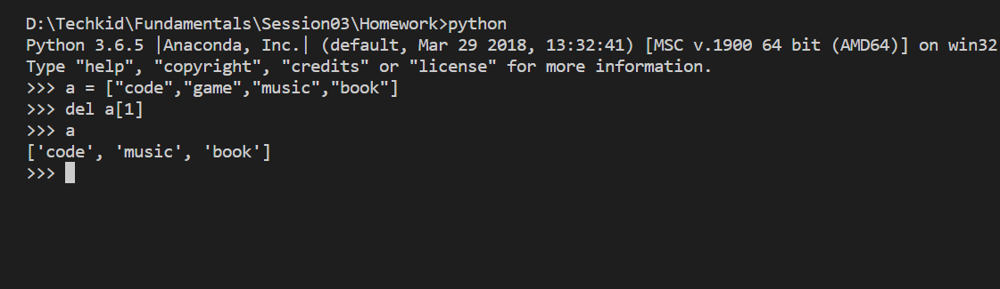 D:\Techkid\Fundamentals\Session03\Homework>python
Python 3.6.5 |Anaconda, Inc.| (default, Mar 29 2018, 13:32:41) [MSC v.1900 64 bit (AMD64)] on win32
Type "help", "copyright", "credits" or "license" for more information.
>>> a = ["code","game","music","book"]
>>> del a[1]
>>> a
['code', 'music', 'book']
>>>